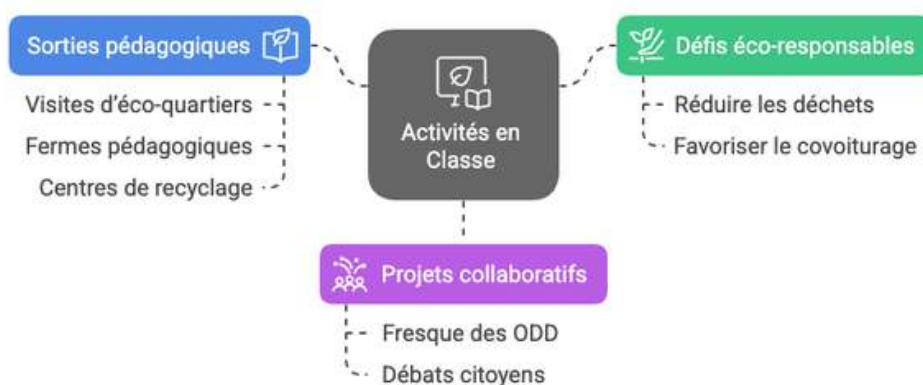 Sorties pédagogiques
Visites d'éco-quartiers
Fermes pédagogiques
Centres de recyclage
Activités en
Classe
Défis éco-responsables
Réduire les déchets
Favoriser le covoiturage
Projets collaboratifs
Fresque des ODD
Débats citoyens